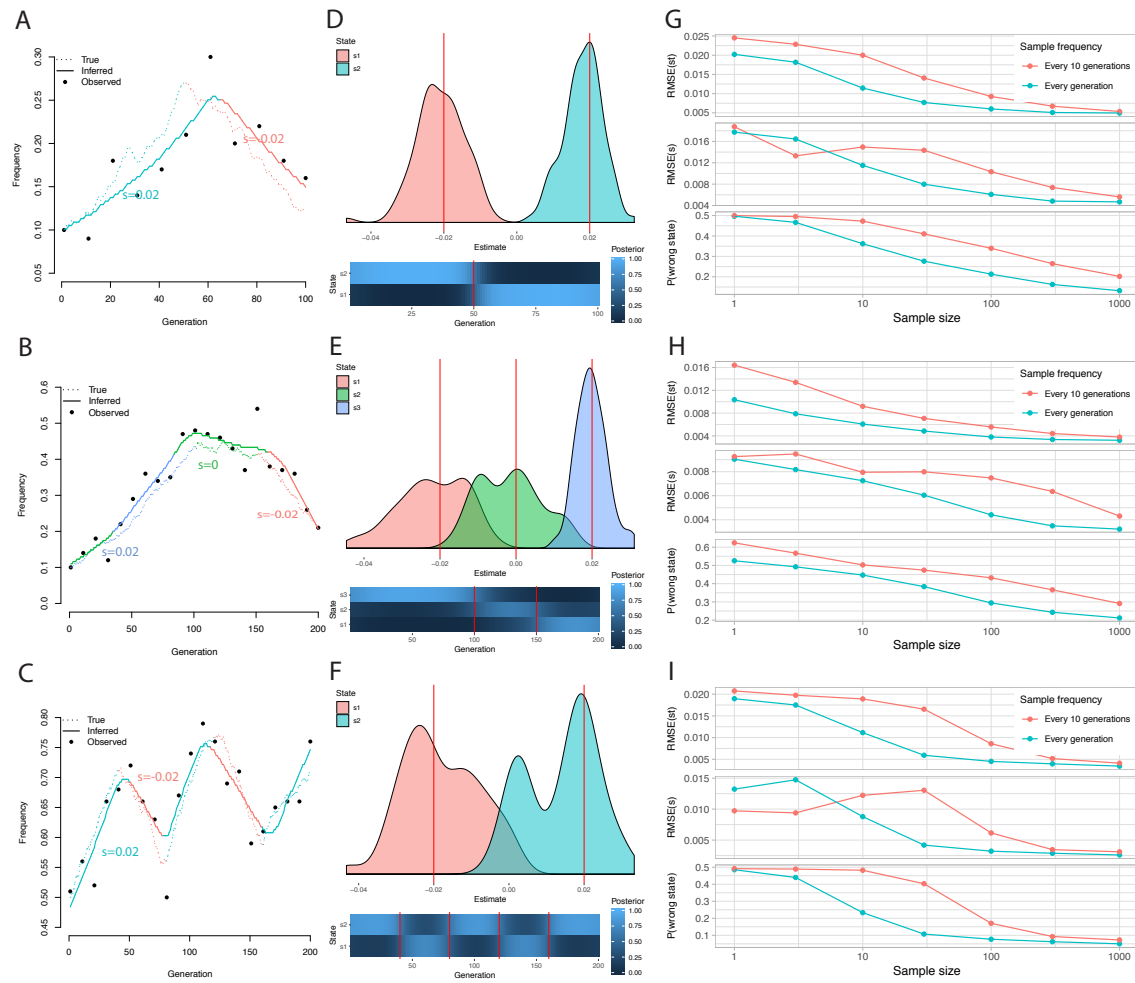 A
True
Inferred
Observed
0.30
0.25
0.20
0.15
0.10
0.05
Frequency
s=0.02
s=-0.02
0
20
40
60
80
100
Generation
D
State
s1
s2
−0.04
−0.02
0.00
0.02
Estimate
State
s2
s1
25
50
75
100
Generation
Posterior
1.00
0.75
0.50
0.25
0.00
G
Sample frequency
Every 10 generations
Every generation
RMSE(st)
0.025
0.020
0.015
0.010
0.005
RMSE(s)
0.016
0.012
0.008
0.004
P(wrong state)
0.5
0.4
0.3
0.2
1
10
100
1000
Sample size
B
True
Inferred
Observed
0.6
0.5
0.4
0.3
0.2
0.1
0.0
Frequency
s=0.02
s=0
s=-0.02
0
50
100
150
200
Generation
E
State
s1
s2
s3
−0.04
−0.02
0.00
0.02
Estimate
State
s3
s2
s1
50
100
150
200
Generation
Posterior
1.00
0.75
0.50
0.25
0.00
H
Sample frequency
Every 10 generations
Every generation
RMSE(st)
0.016
0.012
0.008
0.004
RMSE(s)
0.008
0.006
0.004
P(wrong state)
0.6
0.5
0.4
0.3
0.2
1
10
100
1000
Sample size
C
True
Inferred
Observed
0.80
0.75
0.70
0.65
0.60
0.55
0.50
0.45
Frequency
s=-0.02
s=0.02
0
50
100
150
200
Generation
F
State
s1
s2
−0.04
−0.02
0.00
0.02
Estimate
State
s2
s1
50
100
150
200
Generation
Posterior
1.00
0.75
0.50
0.25
0.00
I
Sample frequency
Every 10 generations
Every generation
RMSE(st)
0.020
0.015
0.010
0.005
RMSE(s)
0.015
0.010
0.005
P(wrong state)
0.5
0.4
0.3
0.2
0.1
1
10
100
1000
Sample size